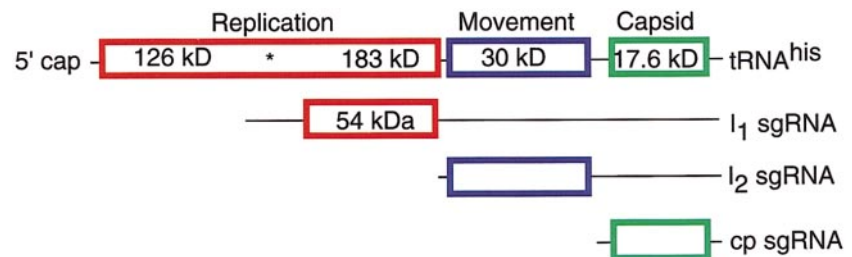 Replication Movement Capsid
5' cap 126 kD * 183 kD 30 kD 17.6 kD tRNAhis
54 kDa I1 sgRNA
I2 sgRNA
cp sgRNA